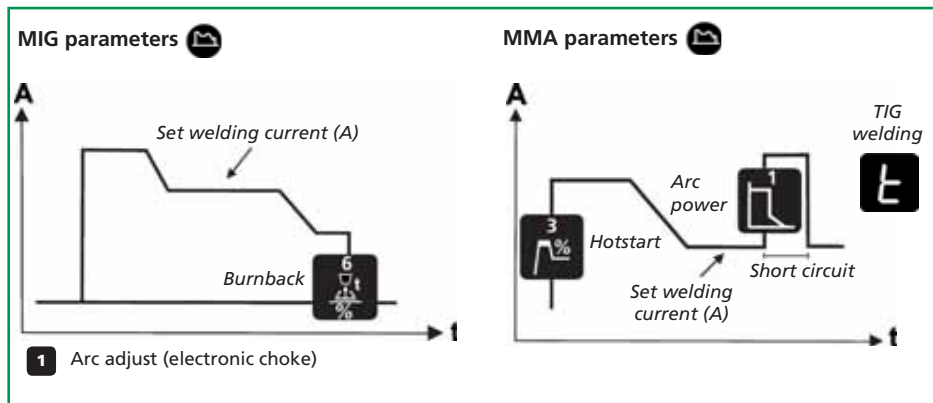 MIG parameters
A
Set welding current (A)
Burnback
6
t
%
t
1 Arc adjust (electronic choke)
MMA parameters
A
TIG
welding
t
1
Arc
power
3
%
Hotstart
Short circuit
Set welding
current (A)
t